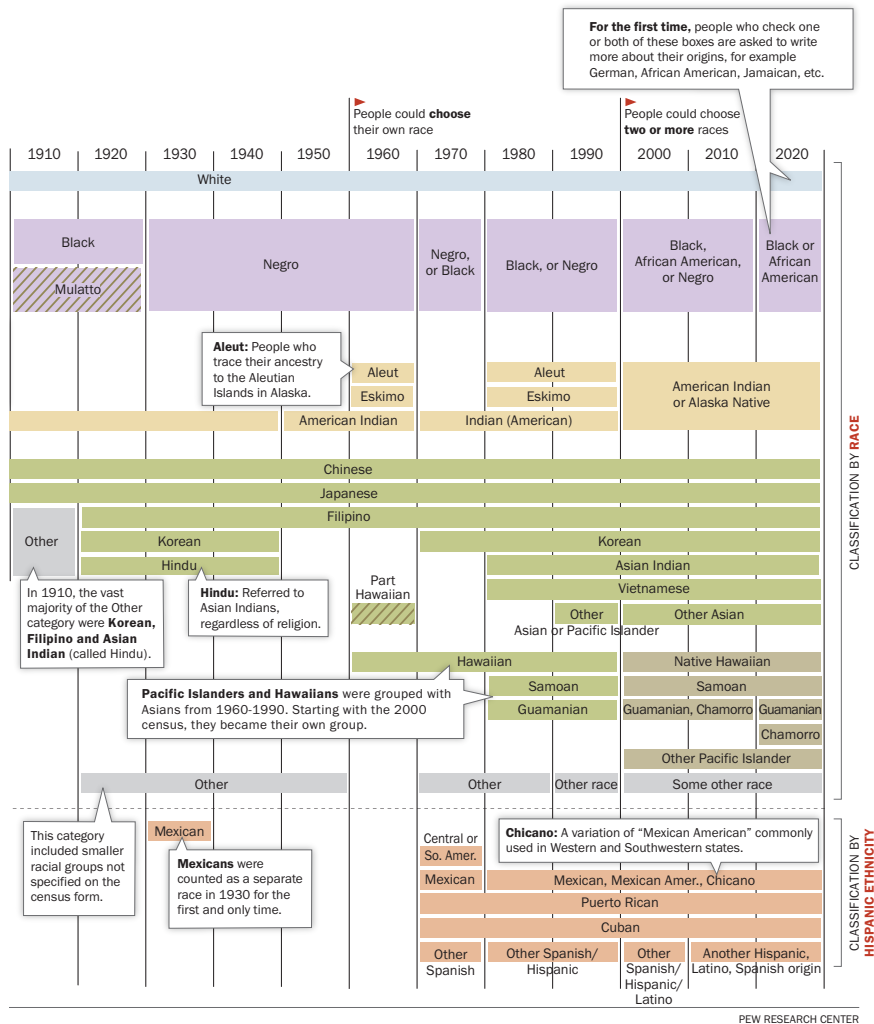 For the first time, people who check one
or both of these boxes are asked to write
more about their origins, for example
German, African American, Jamaican, etc.
People could choose
their own race
People could choose
two or more races
1910 1920 1930 1940 1950 1960 1970 1980 1990 2000 2010 2020
White
Black
Mulatto
Negro
Negro,
or Black
Black, or Negro
Black,
African American,
or Negro
Black or
African
American
Aleut: People who
trace their ancestry
to the Aleutian
Islands in Alaska.
Aleut
Eskimo
American Indian
Aleut
Eskimo
Indian (American)
American Indian
or Alaska Native
Chinese
Japanese
Filipino
Other
Korean
Korean
Hindu
Asian Indian
Vietnamese
In 1910, the vast
majority of the Other
category were Korean,
Filipino and Asian
Indian (called Hindu).
Hindu: Referred to
Asian Indians,
regardless of religion.
Part
Hawaiian
Other
Asian or Pacific Islander
Other Asian
Hawaiian
Native Hawaiian
Pacific Islanders and Hawaiians were grouped with
Asians from 1960-1990. Starting with the 2000
census, they became their own group.
Samoan
Samoan
Guamanian
Guamanian, Chamorro
Guamanian
Chamorro
Other Pacific Islander
Other
Other
Other race
Some other race
CLASSIFICATION BY RACE
This category
included smaller
racial groups not
specified on the
census form.
Mexican
Mexicans were
counted as a separate
race in 1930 for the
first and only time.
Central or
So. Amer.
Chicano: A variation of “Mexican American” commonly
used in Western and Southwestern states.
Mexican
Mexican, Mexican Amer., Chicano
Puerto Rican
Cuban
Other
Spanish
Other Spanish/
Hispanic
Other
Spanish/
Hispanic/
Latino
Another Hispanic,
Latino, Spanish origin
CLASSIFICATION BY
HISPANIC ETHNICITY
PEW RESEARCH CENTER